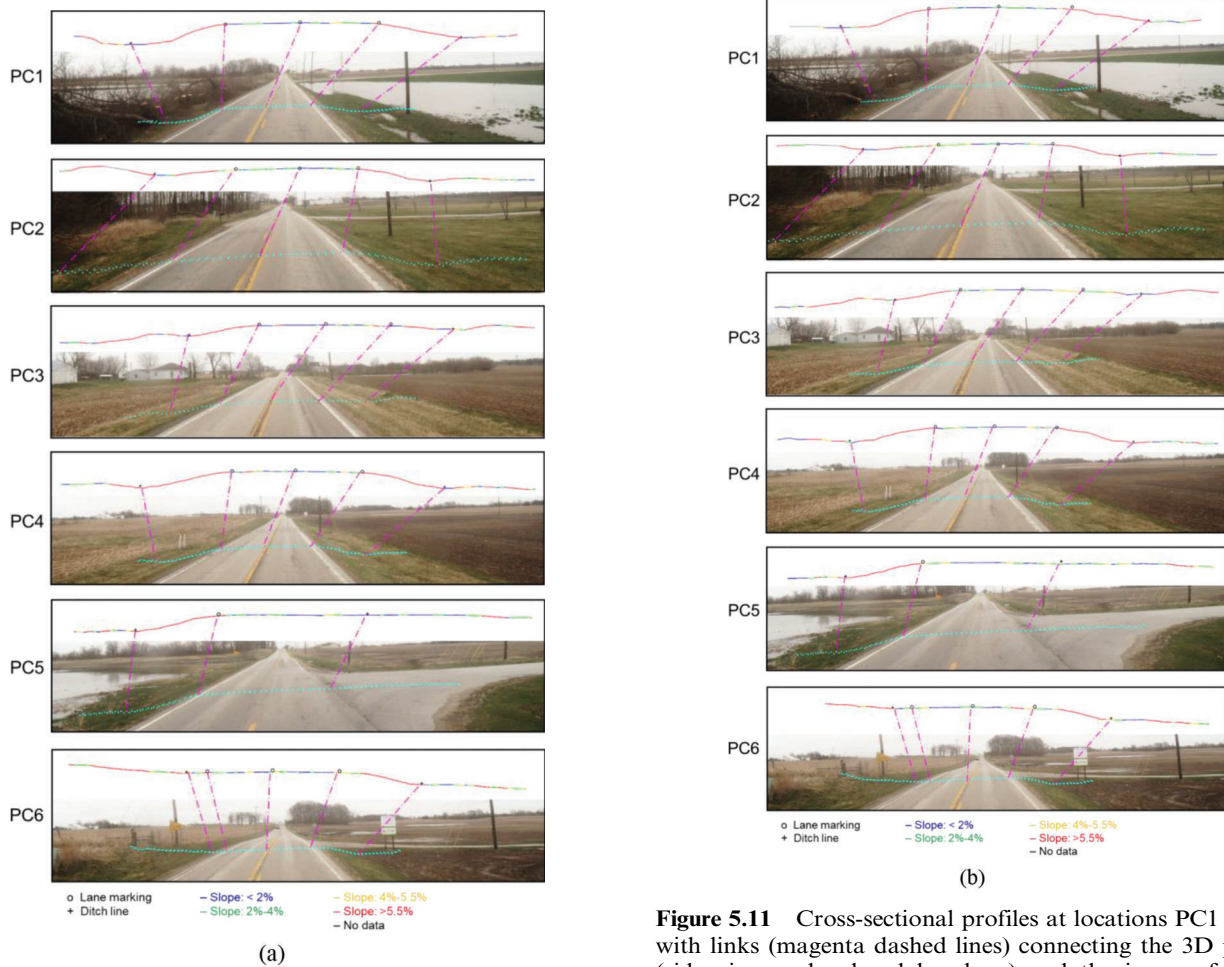 PC1
PC2
PC3
PC4
PC5
PC6
o Lane marking
+ Ditch line
– Slope: < 2%
– Slope: 2%-4%
– Slope: 4%-5.5%
– Slope: >5.5%
– No data
(a)
PC1
PC2
PC3
PC4
PC5
PC6
o Lane marking
+ Ditch line
– Slope: < 2%
– Slope: 2%-4%
– Slope: 4%-5.5%
– Slope: >5.5%
– No data
(b)
Figure 5.11 Cross-sectional profiles at locations PC1
with links (magenta dashed lines) connecting the 3D